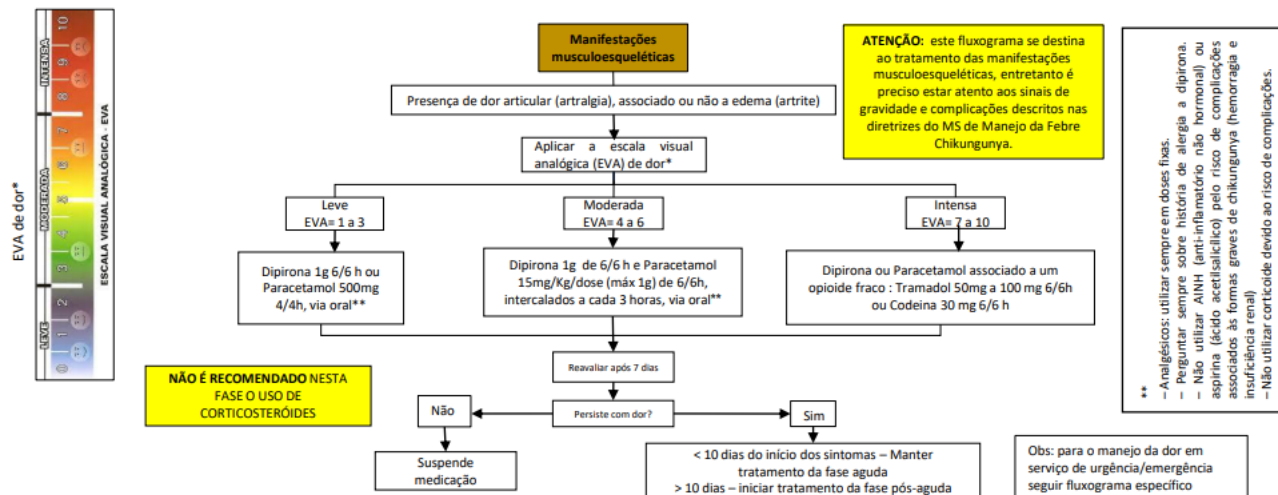 EVA de dor*
LEVE
MODERADA
INTENSA
0 1 2 3 4 5 6 7 8 9 10
ESCALA VISUAL ANALÓGICA - EVA
Manifestações
musculoesqueléticas
Presença de dor articular (artralgia), associado ou não a edema (artrite)
Aplicar a escala visual
analógica (EVA) de dor*
ATENÇÃO: este fluxograma se destina
ao tratamento das manifestações
musculoesqueléticas, entretanto é
preciso estar atento aos sinais de
gravidade e complicações descritos nas
diretrizes do MS de Manejo da Febre
Chikungunya.
Leve
EVA= 1 a 3
Moderada
EVA= 4 a 6
Intensa
EVA= 7 a 10
Dipirona 1g 6/6 h ou
Paracetamol 500mg
4/4h, via oral**
Dipirona 1g de 6/6 h e Paracetamol
15mg/Kg/dose (máx 1g) de 6/6h,
intercalados a cada 3 horas, via oral**
Dipirona ou Paracetamol associado a um
opioide fraco : Tramadol 50mg a 100 mg 6/6h
ou Codeina 30 mg 6/6 h
Reavaliar após 7 dias
NÃO É RECOMENDADO NESTA
FASE O USO DE
CORTICOSTERÓIDES
Não
Persiste com dor?
Sim
Suspende
medicação
< 10 dias do início dos sintomas – Manter
tratamento da fase aguda
> 10 dias – iniciar tratamento da fase pós-aguda
Obs: para o manejo da dor em
serviço de urgência/emergência
seguir fluxograma específico
**
– Analgésicos: utilizar sempre em doses fixas.
– Perguntar sempre sobre história de alergia a dipirona.
– Não utilizar AINH (anti-inflamatório não hormonal) ou
aspirina (ácido acetilsalicílico) pelo risco de complicações
associados às formas graves de chikungunya (hemorragia e
insuficiência renal)
– Não utilizar corticoide devido ao risco de complicações.